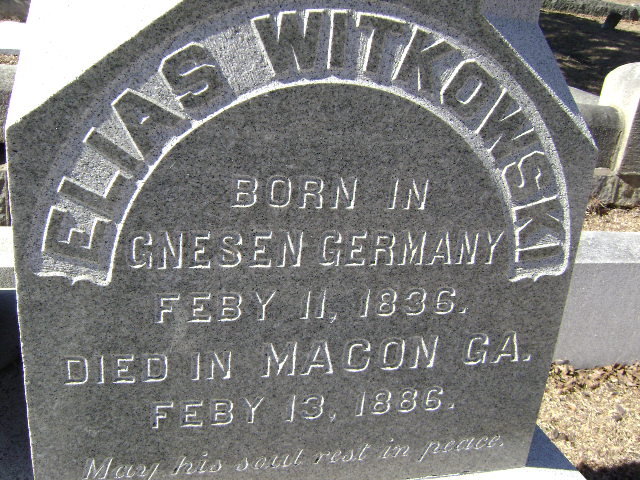 ELIAS WITKOWSKI
BORN IN
GNESEN GERMANY
FEBY 11, 1836.
DIED IN MACON GA.
FEBY 13, 1886.
May his soul rest in peace.